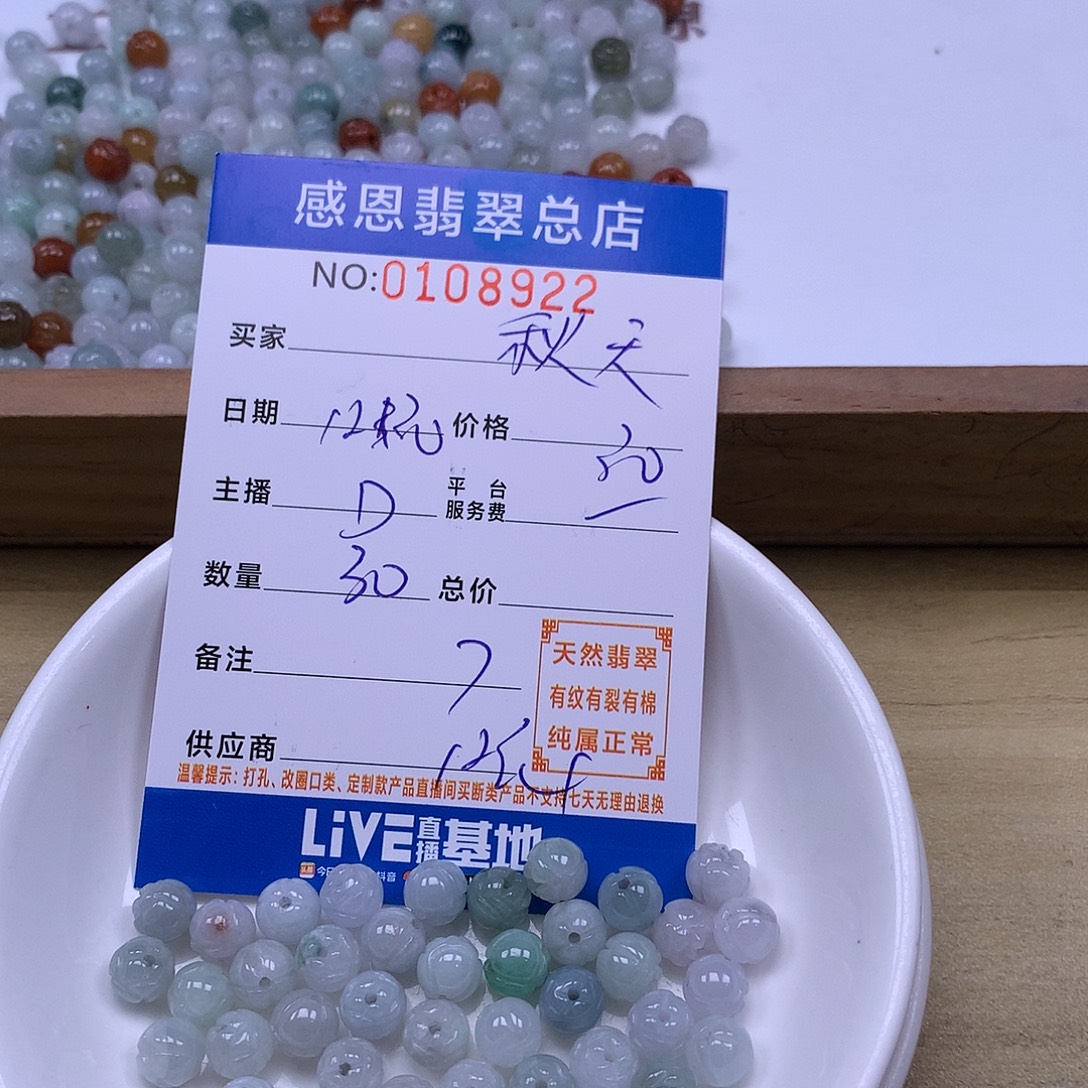 感恩翡翠总店
NO:0108922
买家 秋天
日期 价格
主播 D 平台服务费
数量 30 总价
备注 7
天然翡翠
有纹有裂有棉
纯属正常
供应商
温馨提示：打孔、改圈口类、定制款产品直播间买断类产品不支持七天无理由退换
LiVE直播基地